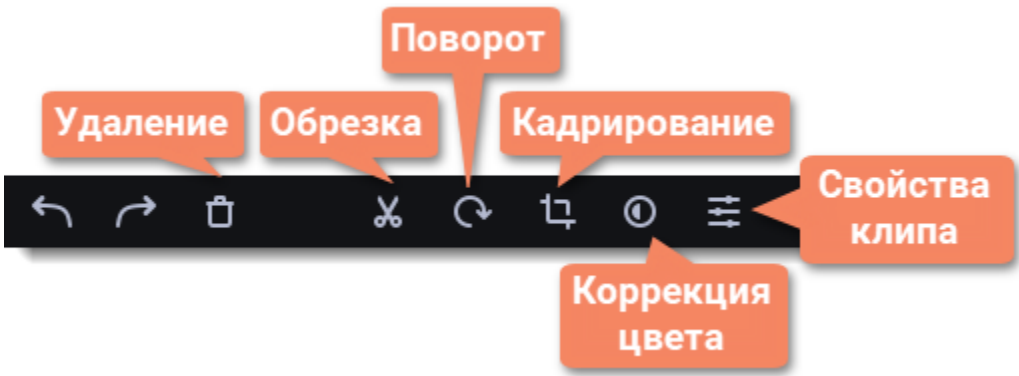 Поворот
Удаление
Обрезка
Кадрирование
Свойства
клипа
Коррекция
цвета